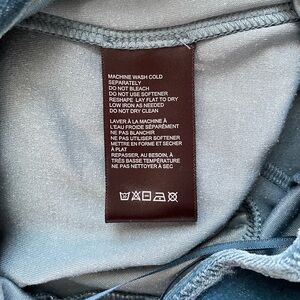 MACHINE WASH COLD
SEPARATELY
DO NOT BLEACH
DO NOT USE SOFTENER
RESHAPE LAY FLAT TO DRY
LOW IRON AS NEEDED
DO NOT DRY CLEAN
LAVER À LA MACHINE À
L'EAU FROIDE SÉPARÉMENT
NE PAS BLANCHIR
NE PAS UTILISER SOFTENER
METTRE EN FORME ET SÉCHER
À PLAT
REPASSER, AU BESOIN, À
TRÈS BASSE TEMPÉRATURE
NE PAS NETTOYER À SEC